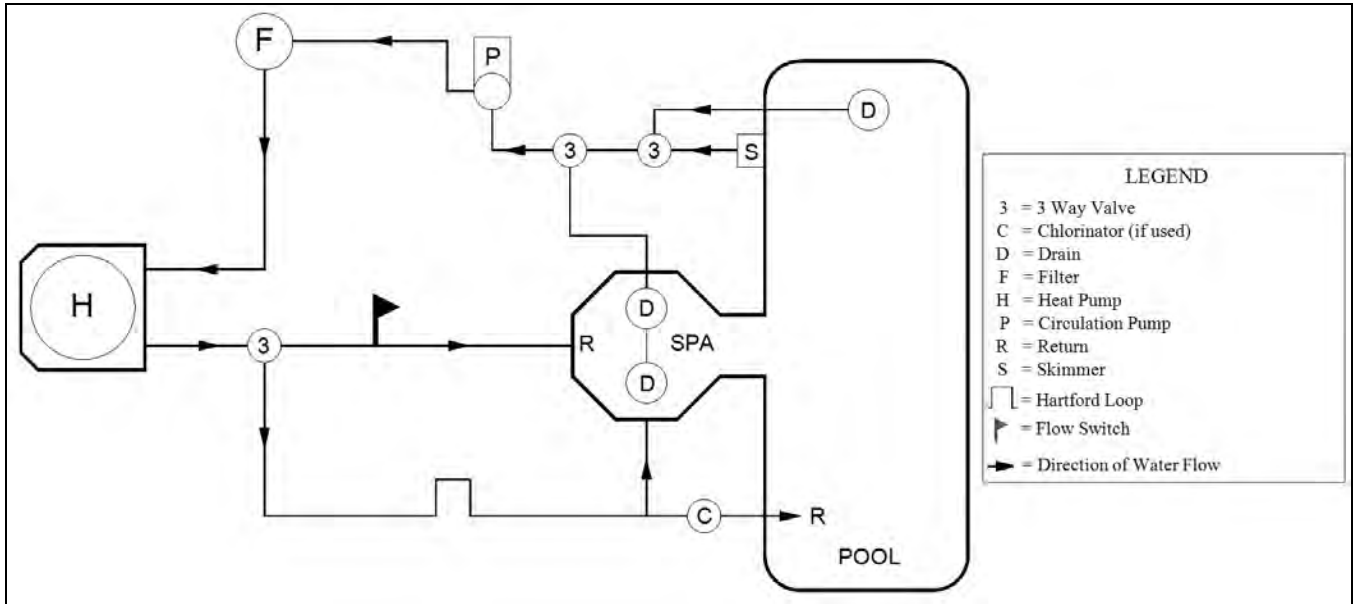 F
P
D
3
3
S
H
3
R
D
SPA
D
C
R
POOL
LEGEND
3 = 3 Way Valve
C = Chlorinator (if used)
D = Drain
F = Filter
H = Heat Pump
P = Circulation Pump
R = Return
S = Skimmer
= Hartford Loop
= Flow Switch
= Direction of Water Flow